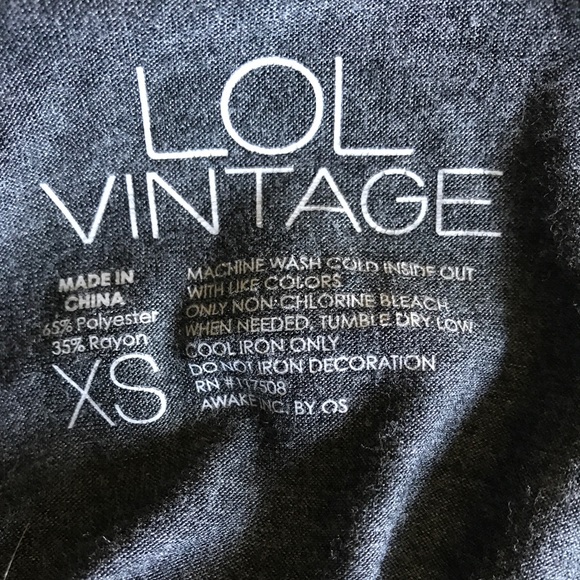 LOL
VINTAGE
MADE IN
CHINA
65% Polyester
35% Rayon
XS
MACHINE WASH COLD INSIDE OUT
WITH LIKE COLORS
ONLY NON-CHLORINE BLEACH
WHEN NEEDED, TUMBLE DRY LOW
COOL IRON ONLY
DO NOT IRON DECORATION
RN #117508
AWAKE INC. BY OS